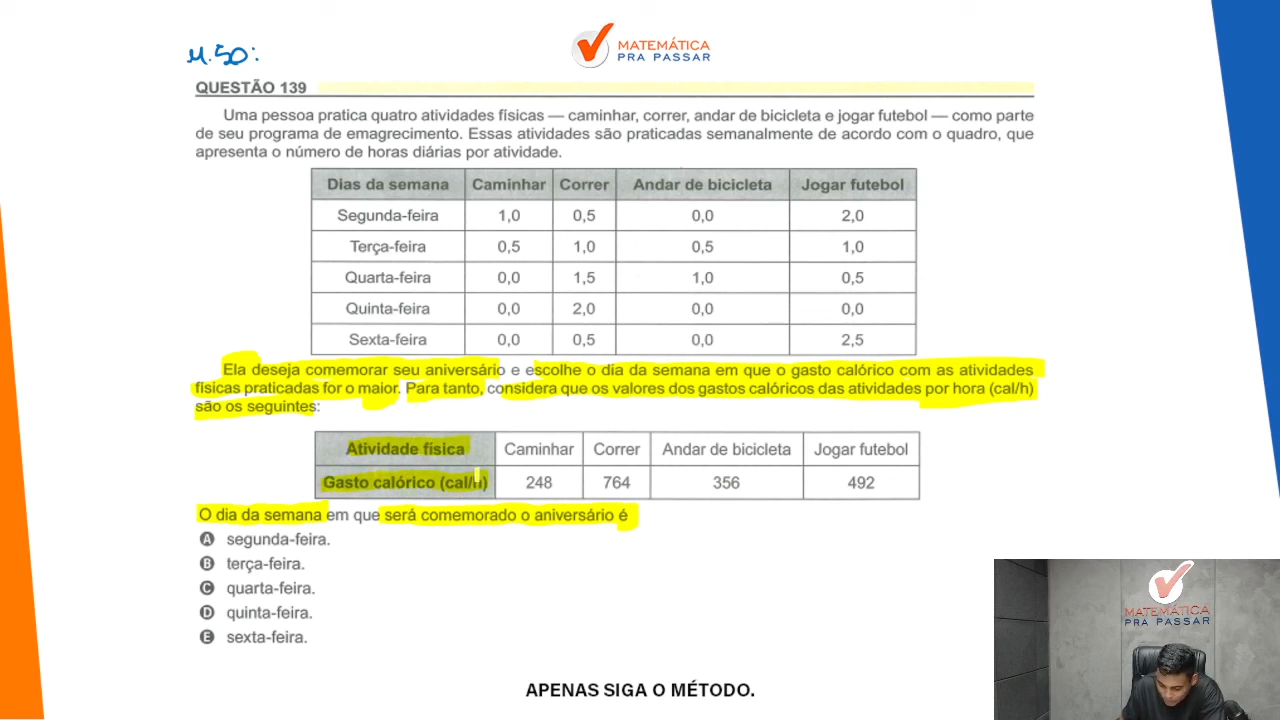 M.50:
MATEMÁTICA
PRA PASSAR
QUESTÃO 139
Uma pessoa pratica quatro atividades físicas — caminhar, correr, andar de bicicleta e jogar futebol — como parte
de seu programa de emagrecimento. Essas atividades são praticadas semanalmente de acordo com o quadro, que
apresenta o número de horas diárias por atividade.
Dias da semana Caminhar Correr Andar de bicicleta Jogar futebol
Segunda-feira 1,0 0,5 0,0 2,0
Terça-feira 0,5 1,0 0,5 1,0
Quarta-feira 0,0 1,5 1,0 0,5
Quinta-feira 0,0 2,0 0,0 0,0
Sexta-feira 0,0 0,5 0,0 2,5
Ela deseja comemorar seu aniversário e escolhe o dia da semana em que o gasto calórico com as atividades
físicas praticadas for o maior. Para tanto, considera que os valores dos gastos calóricos das atividades por hora (cal/h)
são os seguintes:
Atividade física Caminhar Correr Andar de bicicleta Jogar futebol
Gasto calórico (cal/h) 248 764 356 492
O dia da semana em que será comemorado o aniversário é
A segunda-feira.
B terça-feira.
C quarta-feira.
D quinta-feira.
E sexta-feira.
MATEMÁTICA
PRA PASSAR
APENAS SIGA O MÉTODO.